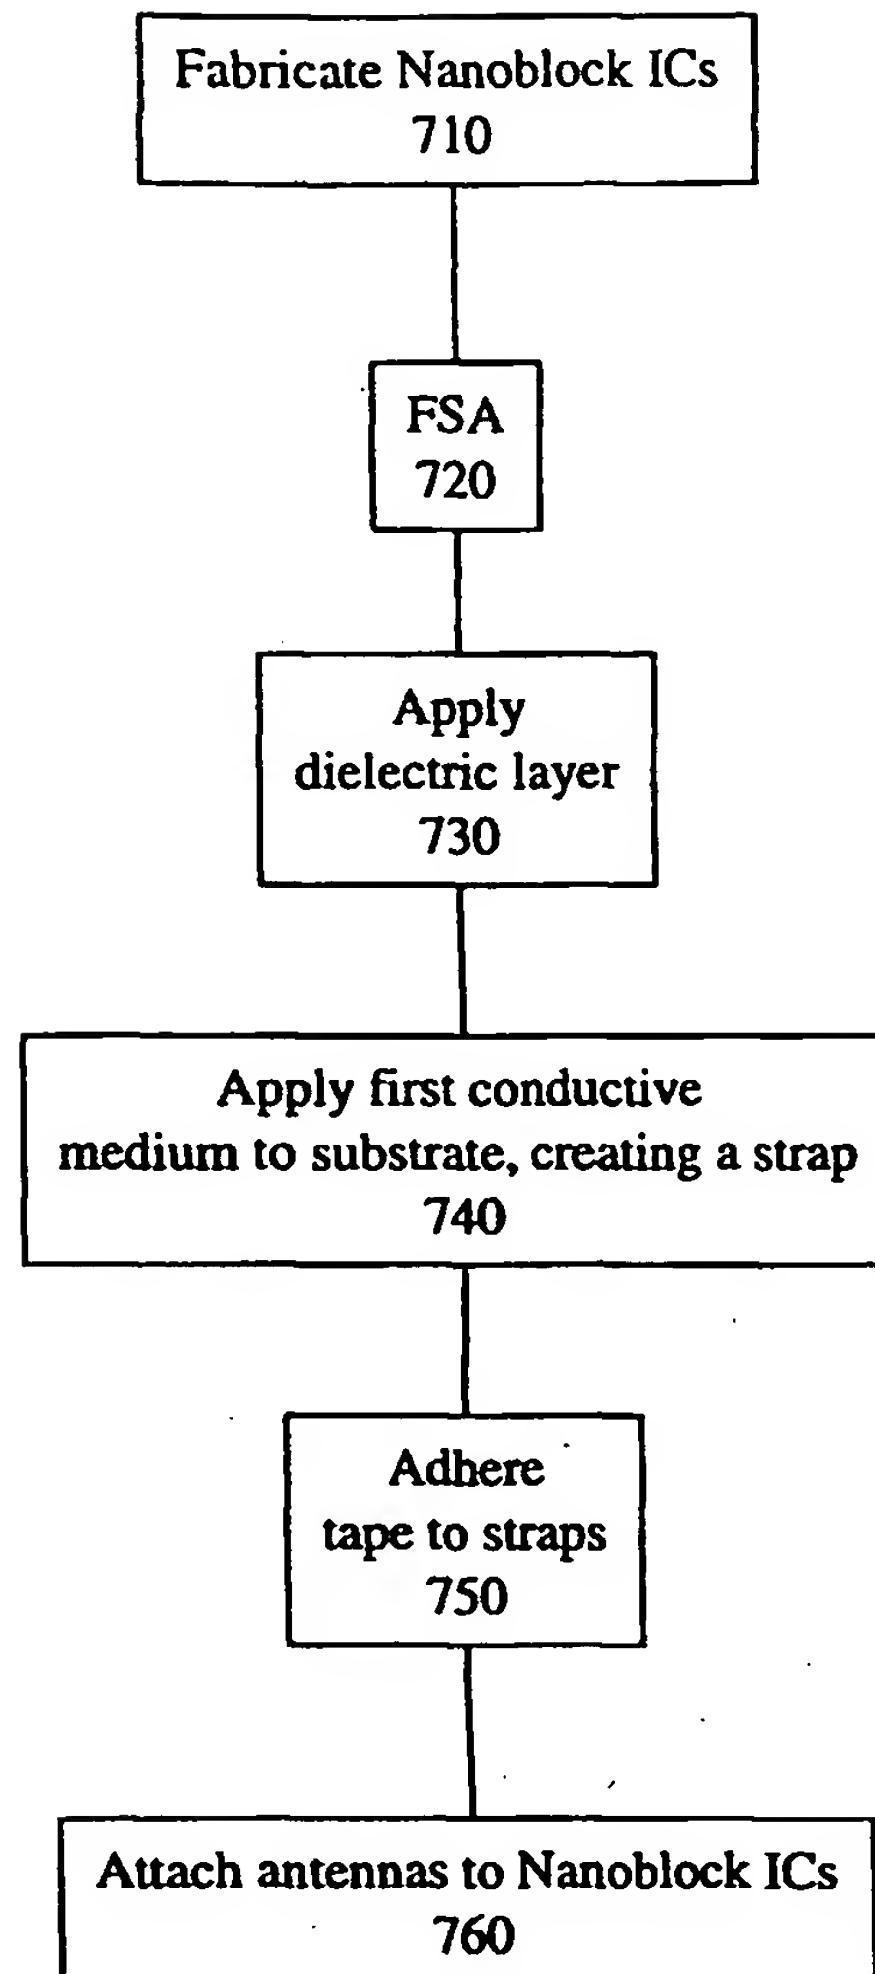 Fabricate Nanoblock ICs
710
FSA
720
Apply
dielectric layer
730
Apply first conductive
medium to substrate, creating a strap
740
Adhere
tape to straps
750
Attach antennas to Nanoblock ICs
760